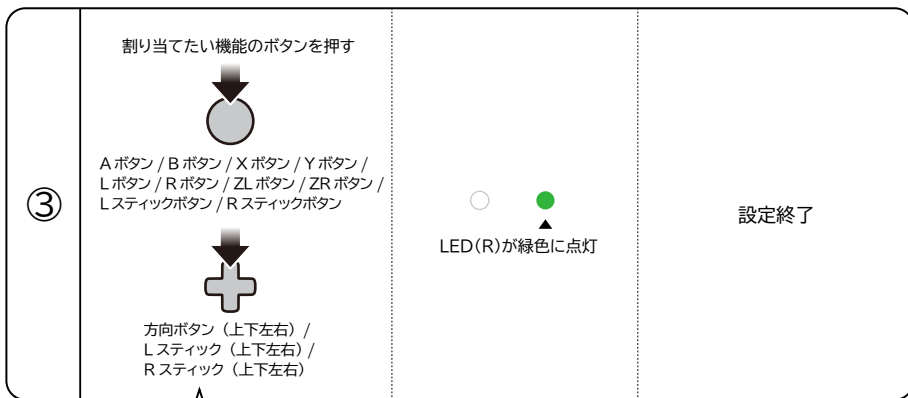 ③
割り当てたい機能のボタンを押す
A ボタン / B ボタン / X ボタン / Y ボタン /
L ボタン / R ボタン / ZL ボタン / ZR ボタン /
L スティックボタン / R スティックボタン
方向ボタン（上下左右）/
L スティック（上下左右）/
R スティック（上下左右）
LED（R）が緑色に点灯
設定終了